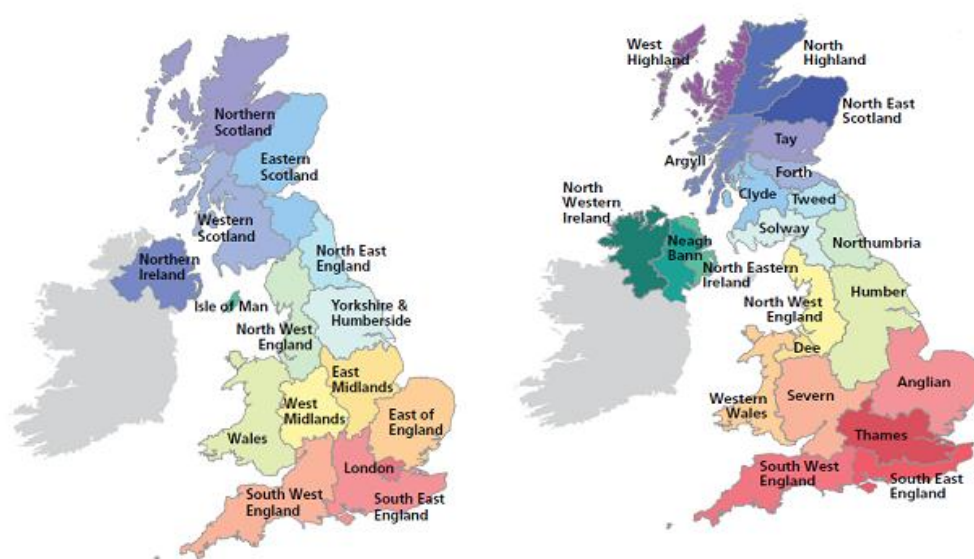 Northern
Scotland
Eastern
Scotland
Western
Scotland
Northern
Ireland
North East
England
Isle of Man
Yorkshire &
Humberside
North West
England
East
Midlands
West
Midlands
East of
England
Wales
London
South West
England
South East
England
West
Highland
North
Highland
North East
Scotland
Tay
Argyll
Forth
North
Western
Ireland
Clyde
Tweed
Solway
Neagh
Bann
Northumbria
North Eastern
Ireland
North West
England
Humber
Dee
Anglian
Severn
Western
Wales
Thames
South West
England
South East
England